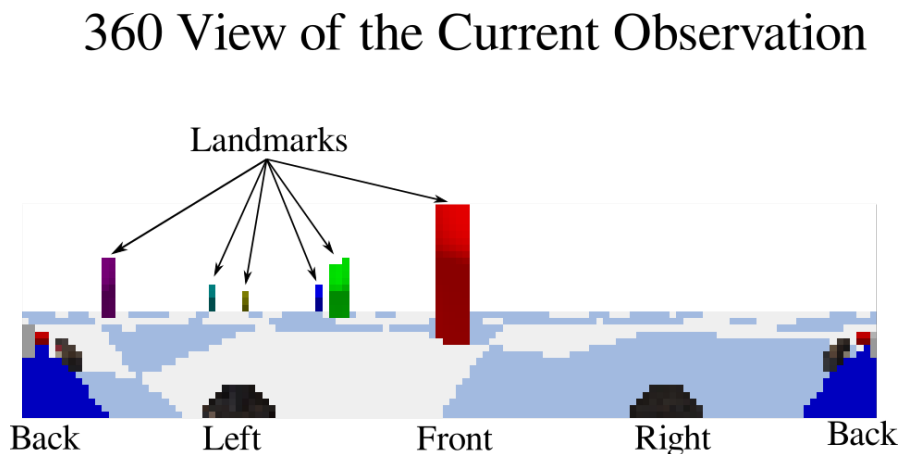 360 View of the Current Observation
Landmarks
Back Left Front Right Back